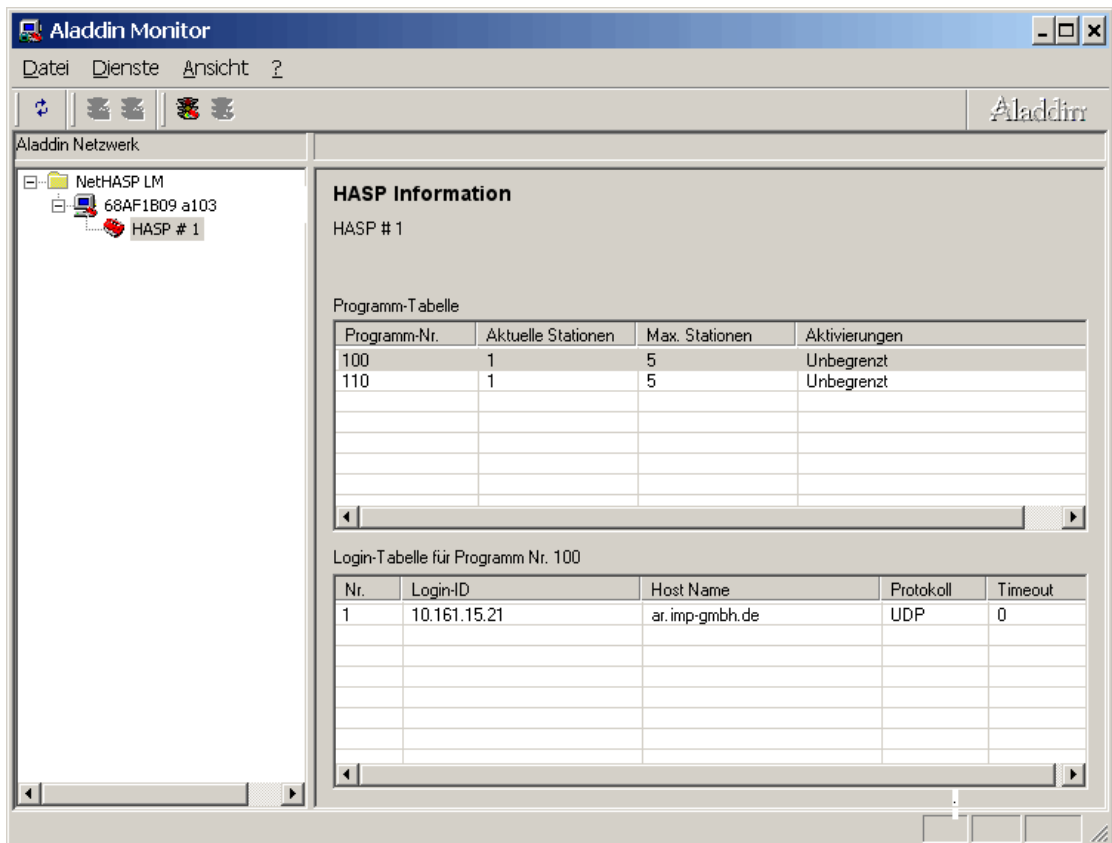 Aladdin Monitor
Datei Dienste Ansicht ?
Aladdin
Aladdin Netzwerk
NetHASP LM
68AF1B09 a103
HASP # 1
HASP Information
HASP # 1
Programm-Tabelle
Programm-Nr. Aktuelle Stationen Max. Stationen Aktivierungen
100 1 5 Unbegrenzt
110 1 5 Unbegrenzt
Login-Tabelle für Programm Nr. 100
Nr. Login-ID Host Name Protokoll Timeout
1 10.161.15.21 ar.imp-gmbh.de UDP 0